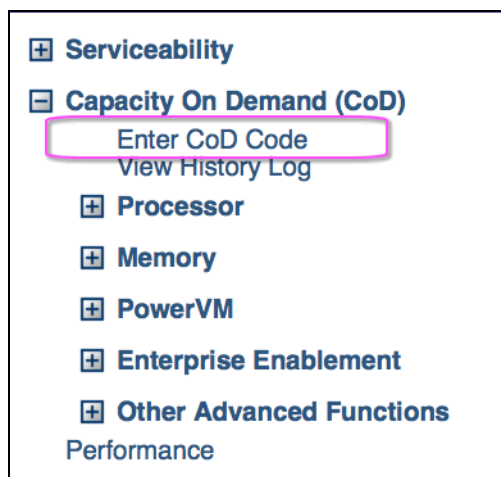 Serviceability
Capacity On Demand (CoD)
Enter CoD Code
View History Log
Processor
Memory
PowerVM
Enterprise Enablement
Other Advanced Functions
Performance